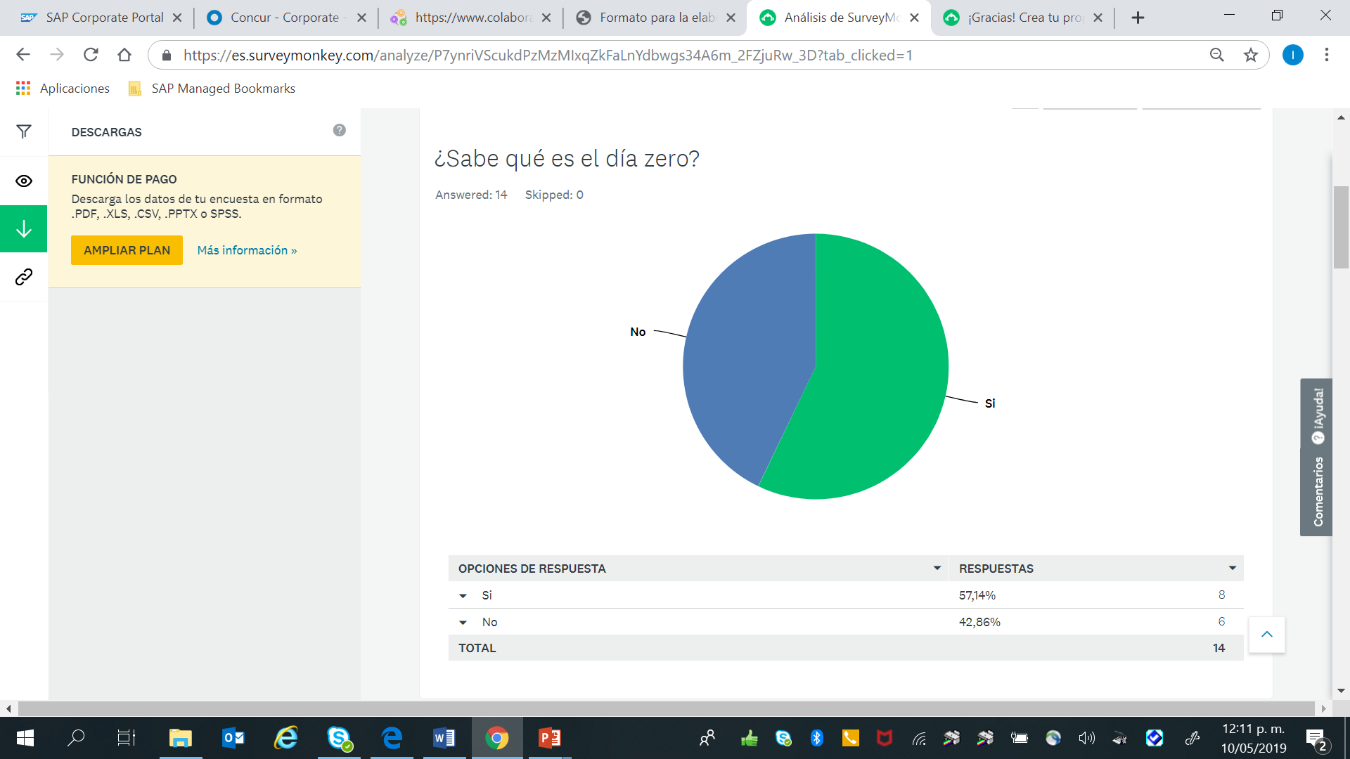 SAP Corporate Portal
Concur - Corporate -
https://www.colabora
Formato para la elab
Análisis de SurveyMo
¡Gracias! Crea tu prop
https://es.surveymonkey.com/analyze/P7ynriVScukdPzMzMIxqZkFaLnYdbwgs34A6m_2FZjuRw_3D?tab_clicked=1
I
Aplicaciones
SAP Managed Bookmarks
DESCARGAS
?
FUNCIÓN DE PAGO
Descarga los datos de tu encuesta en formato
.PDF, .XLS, .CSV, .PPTX o SPSS.
AMPLIAR PLAN
Más información »
¿Sabe qué es el día zero?
Answered: 14 Skipped: 0
No
Si
OPCIONES DE RESPUESTA RESPUESTAS
Si 57,14% 8
No 42,86% 6
TOTAL 14
Comentarios
? ¡Ayuda!
12:11 p. m.
10/05/2019
2